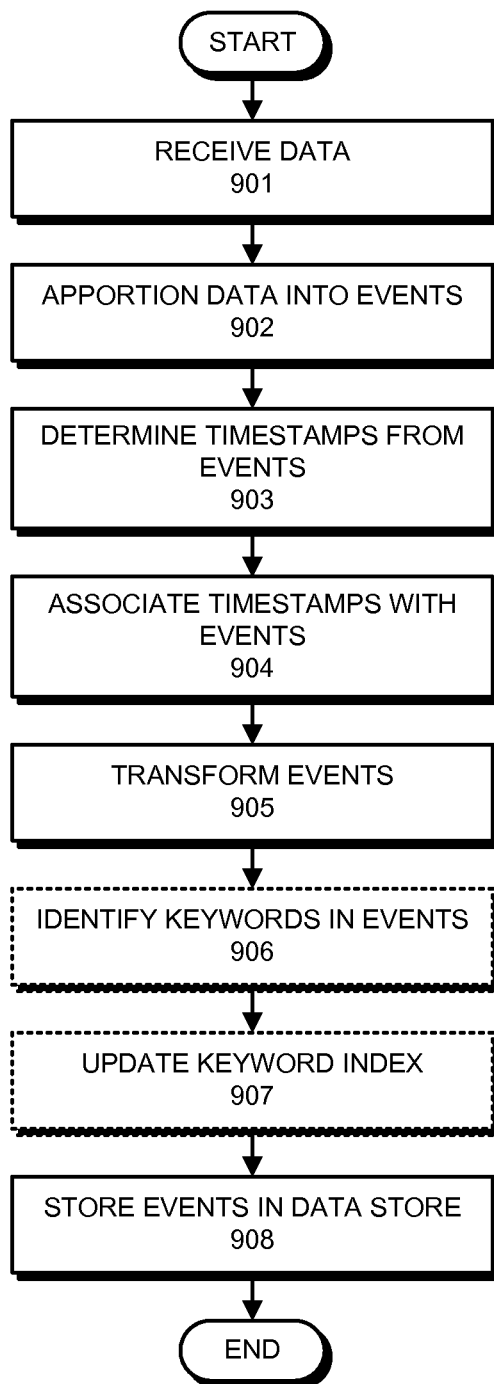 START
RECEIVE DATA
901
APPORTION DATA INTO EVENTS
902
DETERMINE TIMESTAMPS FROM
EVENTS
903
ASSOCIATE TIMESTAMPS WITH
EVENTS
904
TRANSFORM EVENTS
905
IDENTIFY KEYWORDS IN EVENTS
906
UPDATE KEYWORD INDEX
907
STORE EVENTS IN DATA STORE
908
END